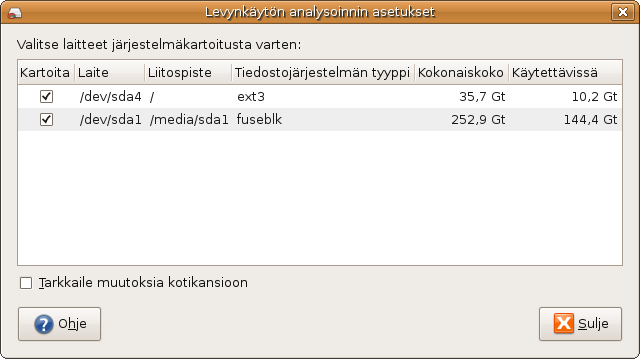 Levynkäytön analysoinnin asetukset
Valitse laitteet järjestelmäkartoitusta varten:
Kartoita Laite Liitospiste Tiedostojärjestelmän tyyppi Kokonaiskoko Käytettävissä
/dev/sda4 / ext3 35,7 Gt 10,2 Gt
/dev/sda1 /media/sda1 fuseblk 252,9 Gt 144,4 Gt
Tarkkaile muutoksia kotikansioon
Ohje Sulje